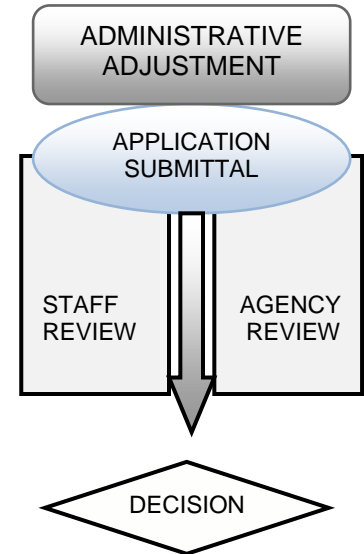 ADMINISTRATIVE
ADJUSTMENT
APPLICATION
SUBMITTAL
STAFF
REVIEW
AGENCY
REVIEW
DECISION